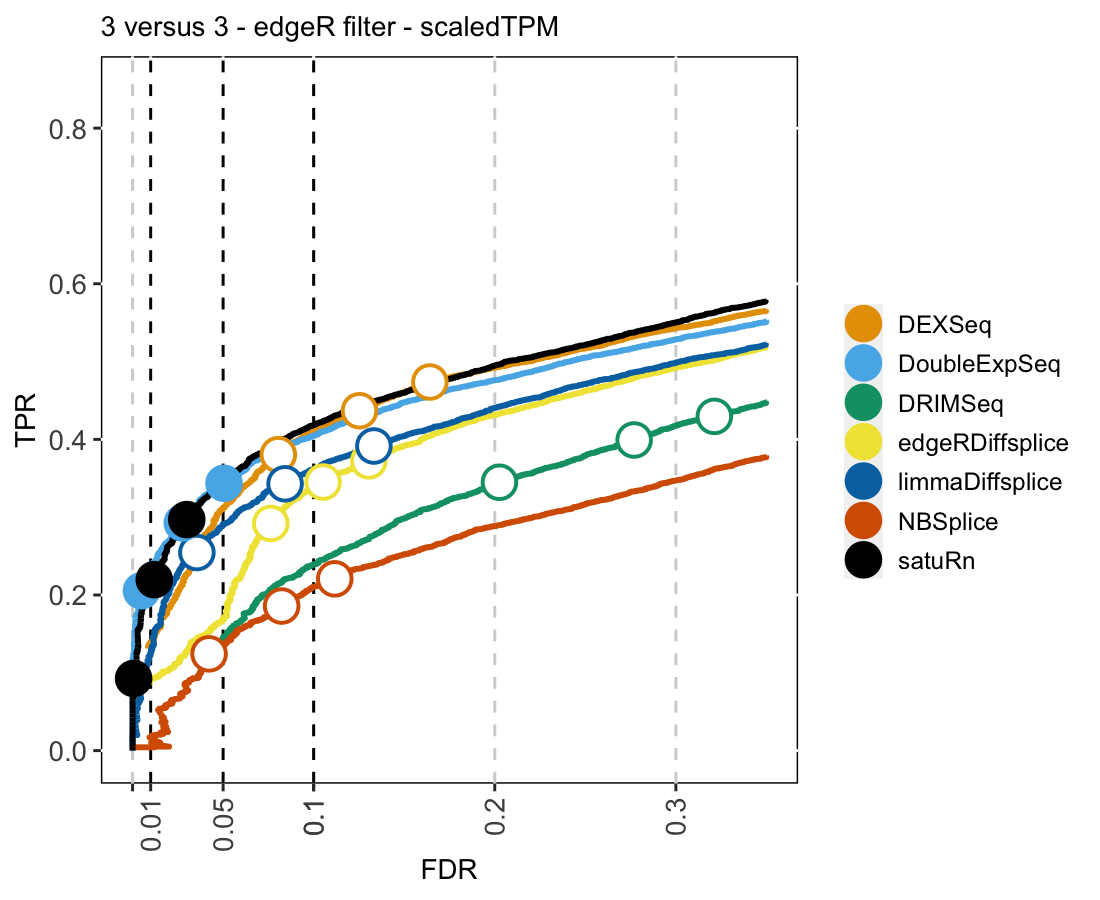 3 versus 3 - edgeR filter - scaledTPM
TPR
0.8
0.6
0.4
0.2
0.0
0.01
0.05
0.1
0.2
0.3
FDR
DEXSeq
DoubleExpSeq
DRIMSeq
edgeRDiffsplice
limmaDiffsplice
NBSplice
satuRn